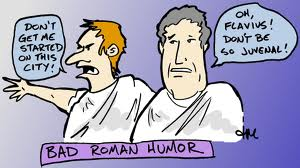 DON'T
GET ME
STARTED
ON THIS
CITY!
OH,
FLAVIUS!
DON'T BE
SO JUVENAL!
BAD ROMAN HUMOR